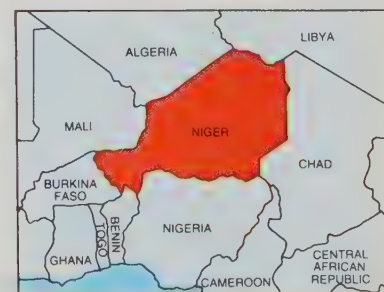 LIBYA
ALGERIA
MALI
NIGER
CHAD
BURKINA
FASO
BENIN
TOGO
GHANA
NIGERIA
CENTRAL
AFRICAN
REPUBLIC
CAMEROON